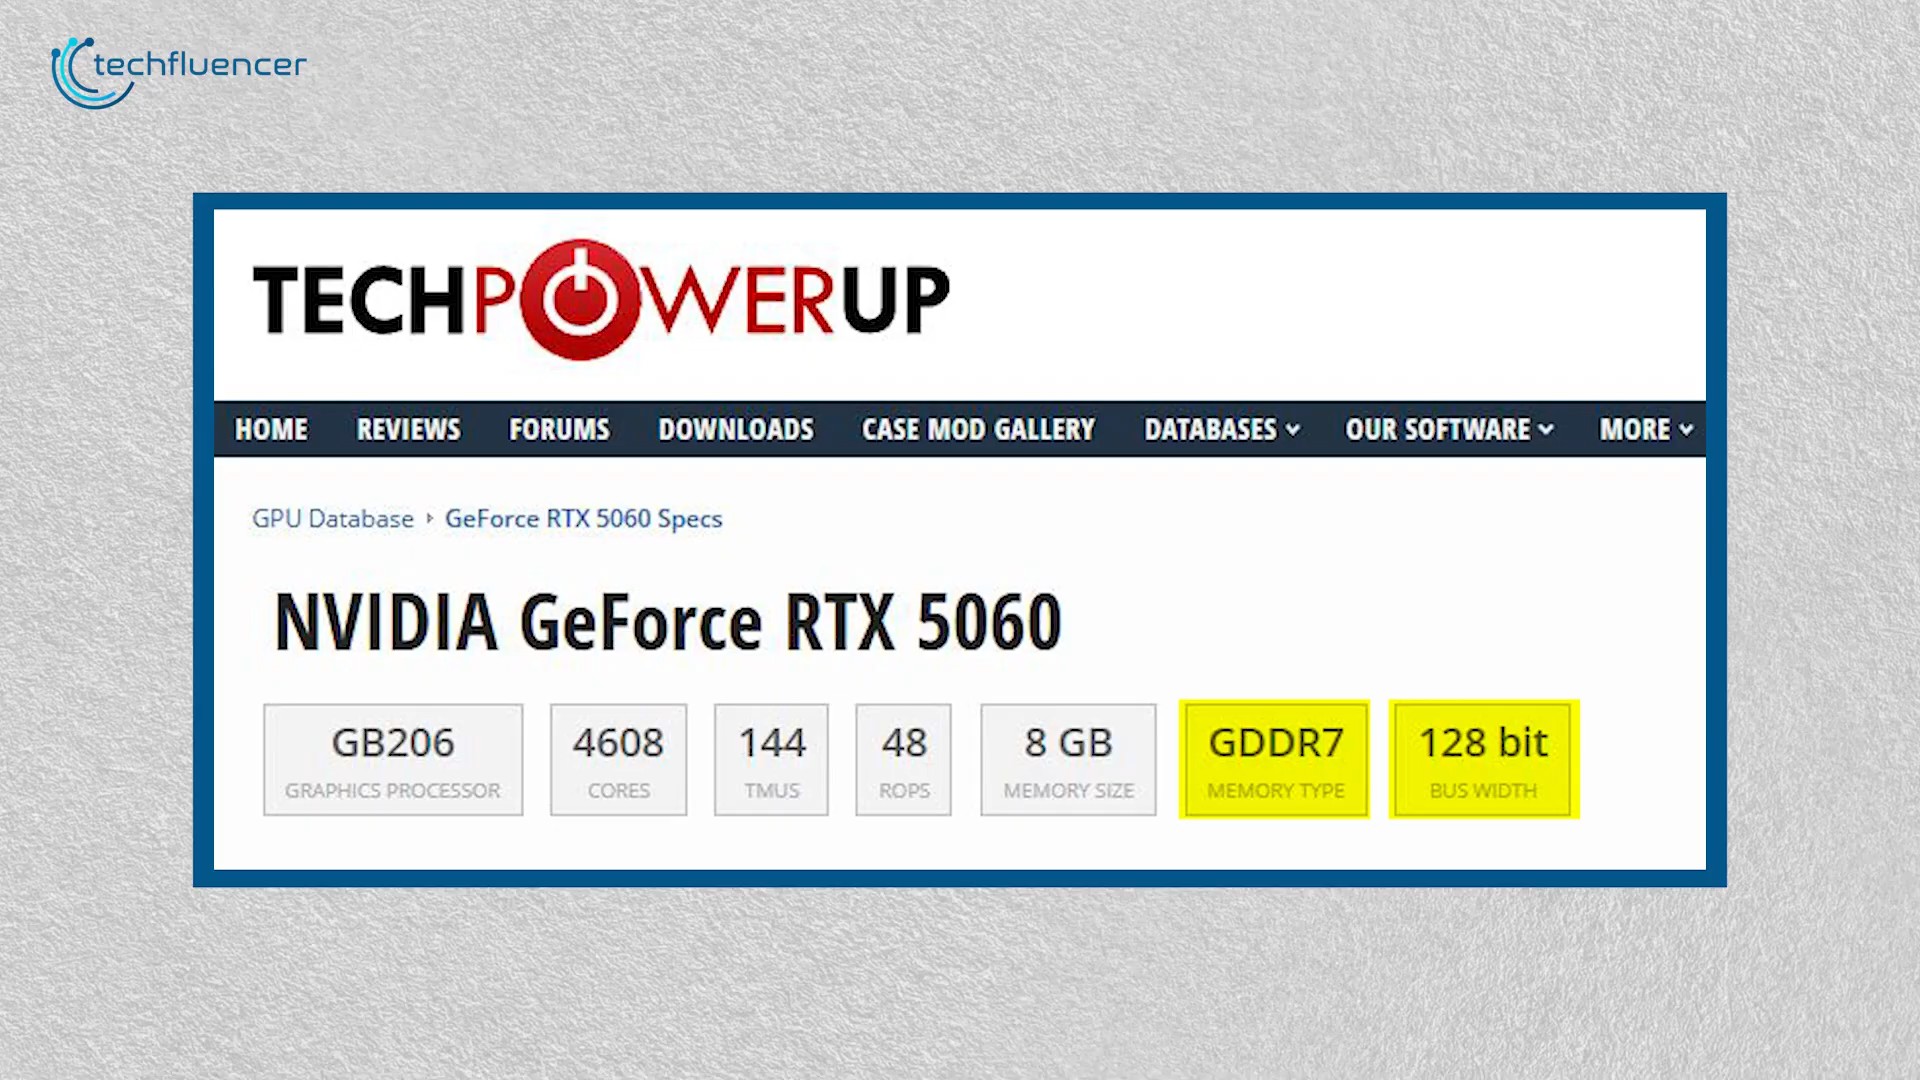 techfluencer
TECHPOWERUP
HOME REVIEWS FORUMS DOWNLOADS CASE MOD GALLERY DATABASES OUR SOFTWARE MORE
GPU Database GeForce RTX 5060 Specs
NVIDIA GeForce RTX 5060
GB206 4608 144 48 8 GB GDDR7 128 bit
GRAPHICS PROCESSOR CORES TMUS ROPS MEMORY SIZE MEMORY TYPE BUS WIDTH